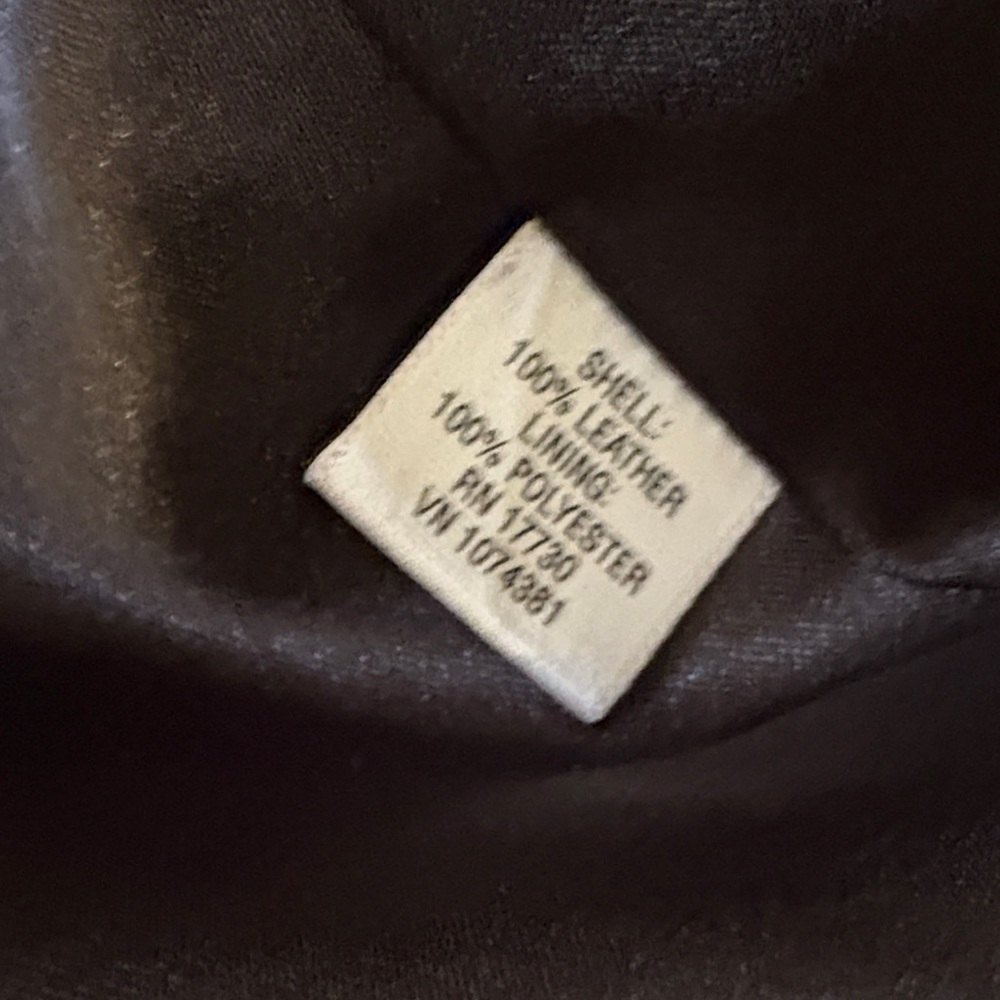 SHELL:
100% LEATHER
LINING:
100% POLYESTER
RN 17730
VN 1074381